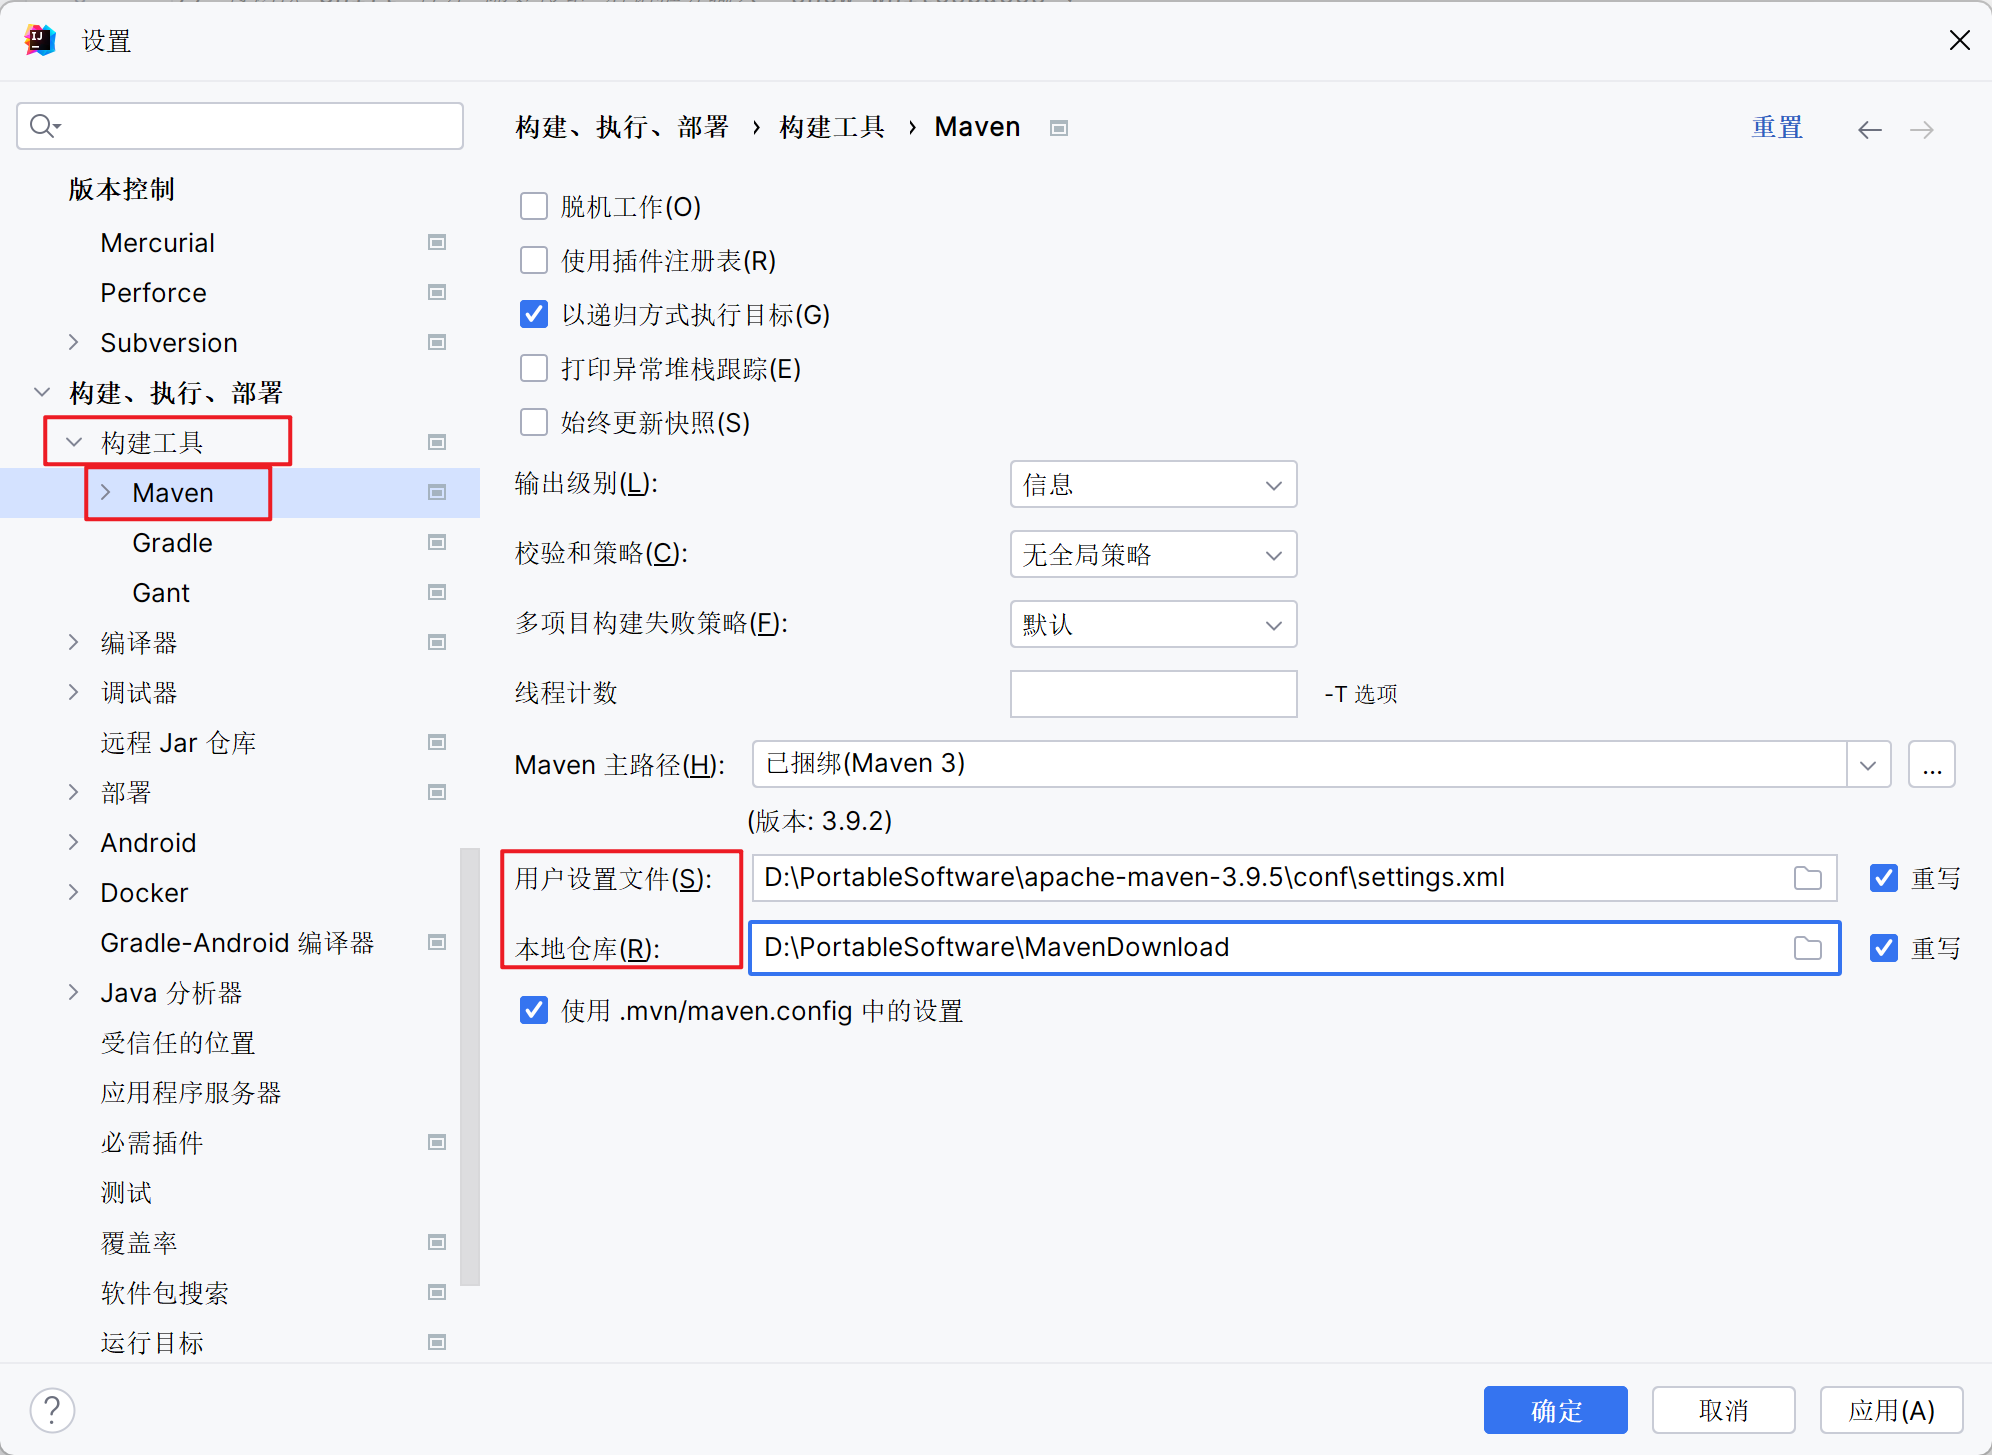 设置
版本控制
Mercurial
Perforce
Subversion
构建、执行、部署
构建工具
Maven
Gradle
Gant
编译器
调试器
远程 Jar 仓库
部署
Android
Docker
Gradle-Android 编译器
Java 分析器
受信任的位置
应用程序服务器
必需插件
测试
覆盖率
软件包搜索
运行目标
构建、执行、部署 › 构建工具 › Maven
重置
脱机工作(O)
使用插件注册表(R)
以递归方式执行目标(G)
打印异常堆栈跟踪(E)
始终更新快照(S)
输出级别(L): 信息
校验和策略(C): 无全局策略
多项目构建失败策略(F): 默认
线程计数 -T 选项
Maven 主路径(H): 已捆绑(Maven 3) ...
(版本: 3.9.2)
用户设置文件(S): D:\PortableSoftware\apache-maven-3.9.5\conf\settings.xml 重写
本地仓库(R): D:\PortableSoftware\MavenDownload 重写
使用 .mvn/maven.config 中的设置
? 确定 取消 应用(A)